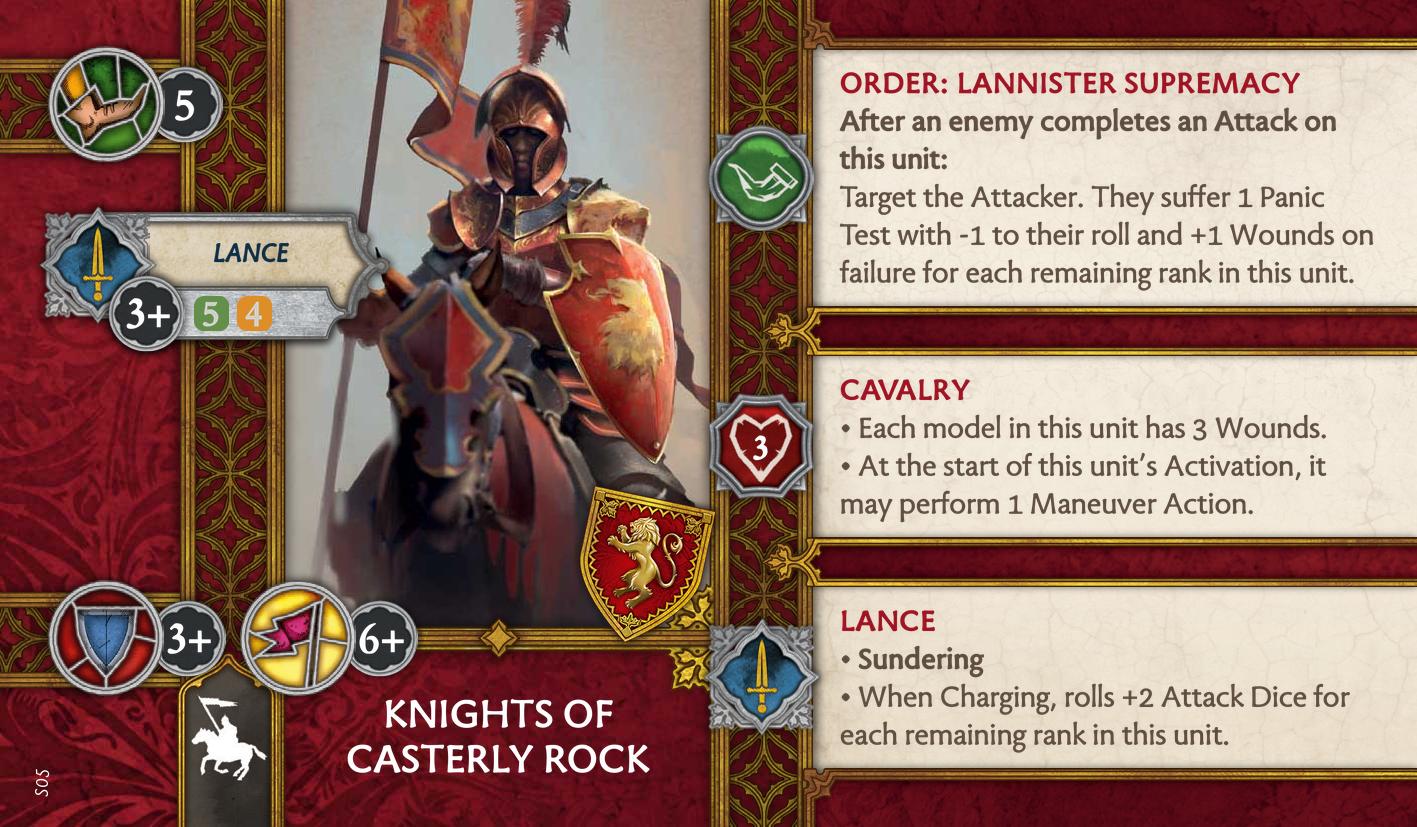 5
LANCE
3+ 5 4
3+ 6+
KNIGHTS OF
CASTERLY ROCK
S05
ORDER: LANNISTER SUPREMACY
After an enemy completes an Attack on
this unit:
Target the Attacker. They suffer 1 Panic
Test with -1 to their roll and +1 Wounds on
failure for each remaining rank in this unit.
3
CAVALRY
• Each model in this unit has 3 Wounds.
• At the start of this unit's Activation, it
may perform 1 Maneuver Action.
LANCE
• Sundering
• When Charging, rolls +2 Attack Dice for
each remaining rank in this unit.